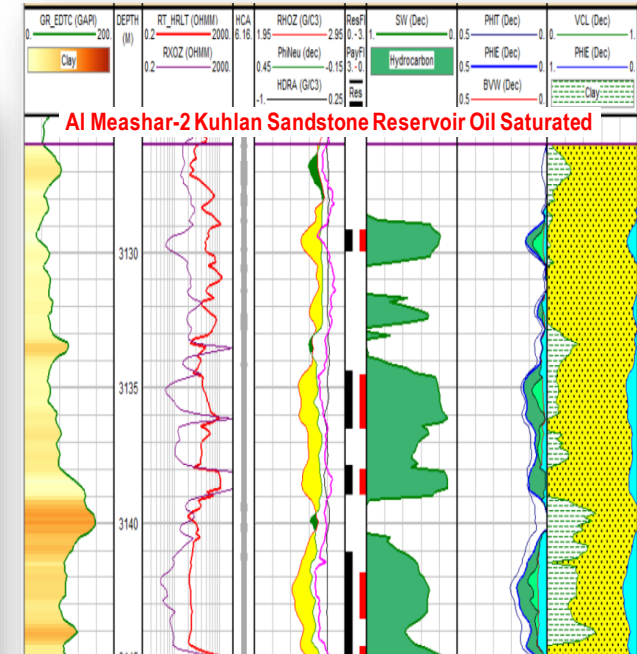 GR_EDTC (GAPI)
0. 200.
Clay
DEPTH
(M)
RT_HRLT (OHMM)
0.2 2000.
RXOZ (OHMM)
0.2 2000.
HCA
6.16.
RHOZ (G/C3)
1.95 2.95
PhiNeu (dec)
0.45 -0.15
HDRA (G/C3)
-1. 0.25
ResFl
0.-3.
PayFl
3.-0.
Res
SW (Dec)
1. 0.
Hydrocarbon
PHIT (Dec)
0.5 0.
PHIE (Dec)
0.5 0.
BVW (Dec)
0.5 0.
VCL (Dec)
0. 1.
PHIE (Dec)
1. 0.
Clay
Al Meashar-2 Kuhlan Sandstone Reservoir Oil Saturated
3130
3135
3140